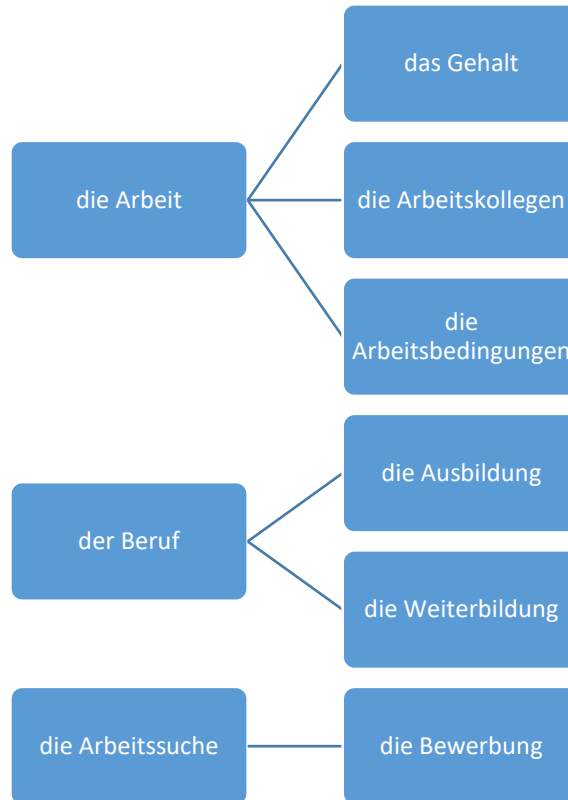 die Arbeit
das Gehalt
die Arbeitskollegen
die
Arbeitsbedingungen
der Beruf
die Ausbildung
die Weiterbildung
die Arbeitssuche
die Bewerbung